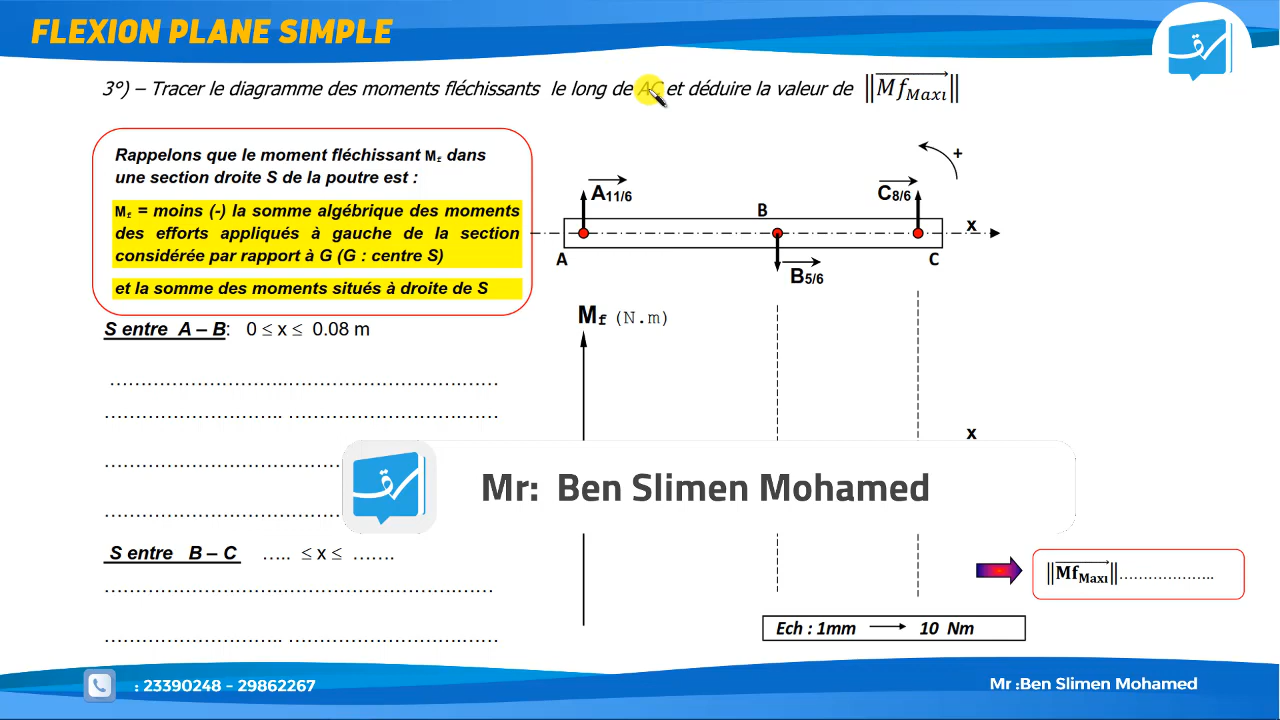 FLEXION PLANE SIMPLE
3°) – Tracer le diagramme des moments fléchissants le long de AC et déduire la valeur de ‖Mf Maxi‖
Rappelons que le moment fléchissant Mf dans
une section droite S de la poutre est :
Mf = moins (-) la somme algébrique des moments
des efforts appliqués à gauche de la section
considérée par rapport à G (G : centre S)
et la somme des moments situés à droite de S
+
A11/6
C8/6
B
x
A
C
B5/6
Mf (N.m)
S entre A – B: 0 ≤ x ≤ 0.08 m
……………………………………………………
……………………………………………………
x
……………………………………
Mr: Ben Slimen Mohamed
……………………………………
S entre B – C ….. ≤ x ≤ …….
……………………………………………………
‖MfMaxi‖………………..
Ech : 1mm → 10 Nm
……………………………………………………
: 23390248 - 29862267
Mr :Ben Slimen Mohamed